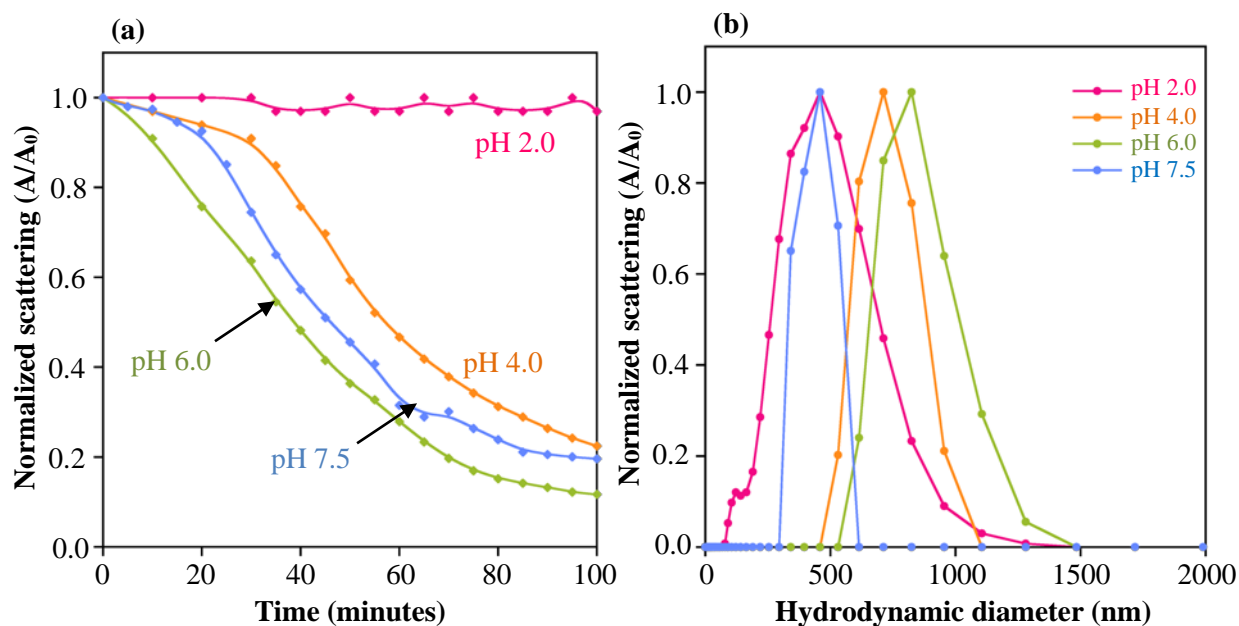 (a)
Normalized scattering (A/A₀)
1.0
0.8
0.6
0.4
0.2
0.0
pH 2.0
pH 6.0
pH 4.0
pH 7.5
0 20 40 60 80 100
Time (minutes)
(b)
Normalized scattering (A/A₀)
1.0
0.8
0.6
0.4
0.2
0.0
pH 2.0
pH 4.0
pH 6.0
pH 7.5
0 500 1000 1500 2000
Hydrodynamic diameter (nm)